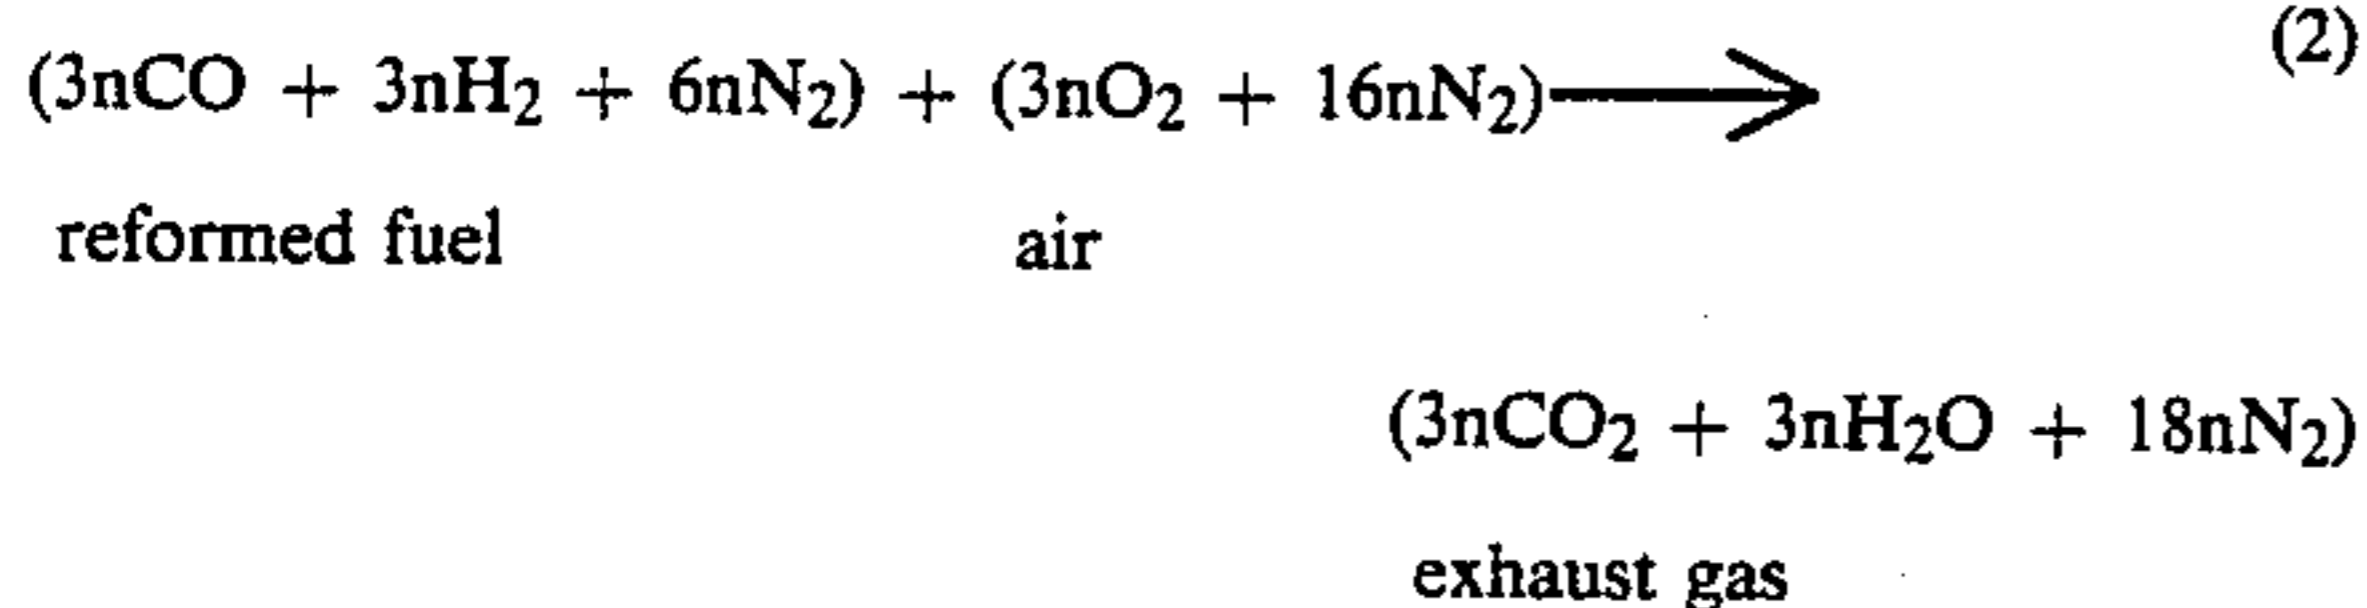 (3nCO + 3nH₂ + 6nN₂) + (3nO₂ + 16nN₂)⟶ (2)
reformed fuel air
(3nCO₂ + 3nH₂O + 18nN₂)
exhaust gas